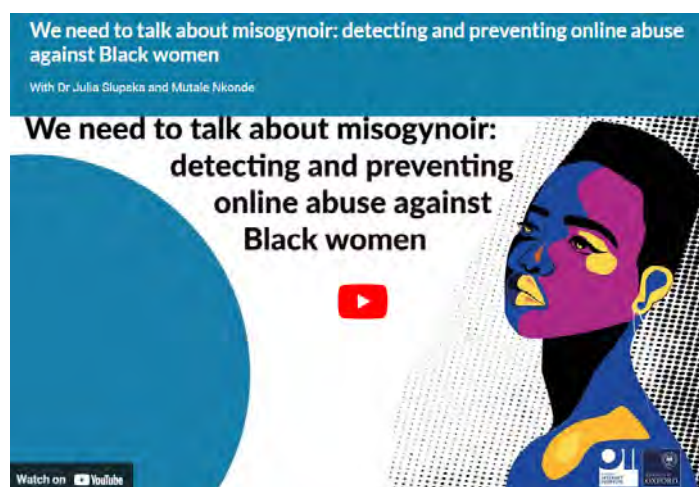 We need to talk about misogynoir: detecting and preventing online abuse
against Black women
With Dr Julia Slupska and Mutale Nkonde
We need to talk about misogynoir:
detecting and preventing
online abuse against
Black women
Watch on YouTube
OXFORD